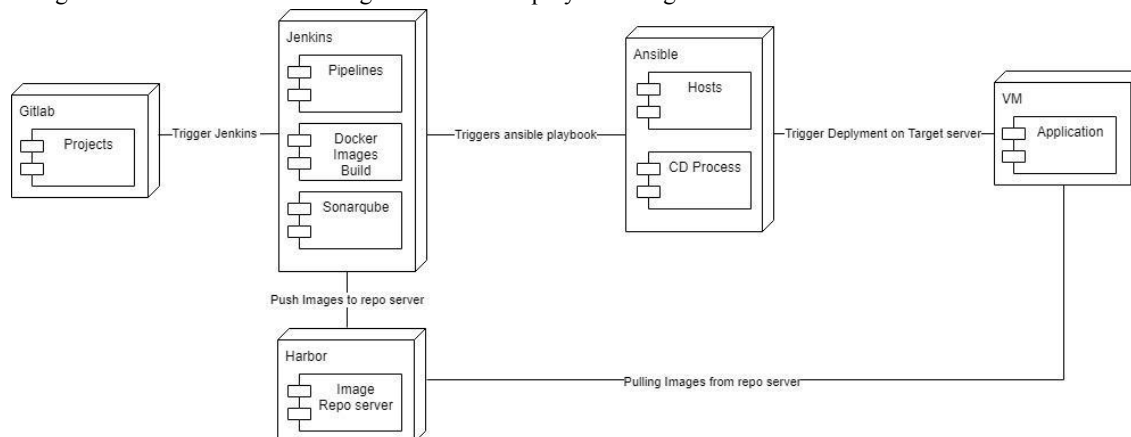 Jenkins
Pipelines
Docker
Images
Build
Sonarqube
Gitlab
Projects
Trigger Jenkins
Triggers ansible playbook
Ansible
Hosts
CD Process
Trigger Deplyment on Target server
VM
Application
Push Images to repo server
Harbor
Image
Repo server
Pulling Images from repo server